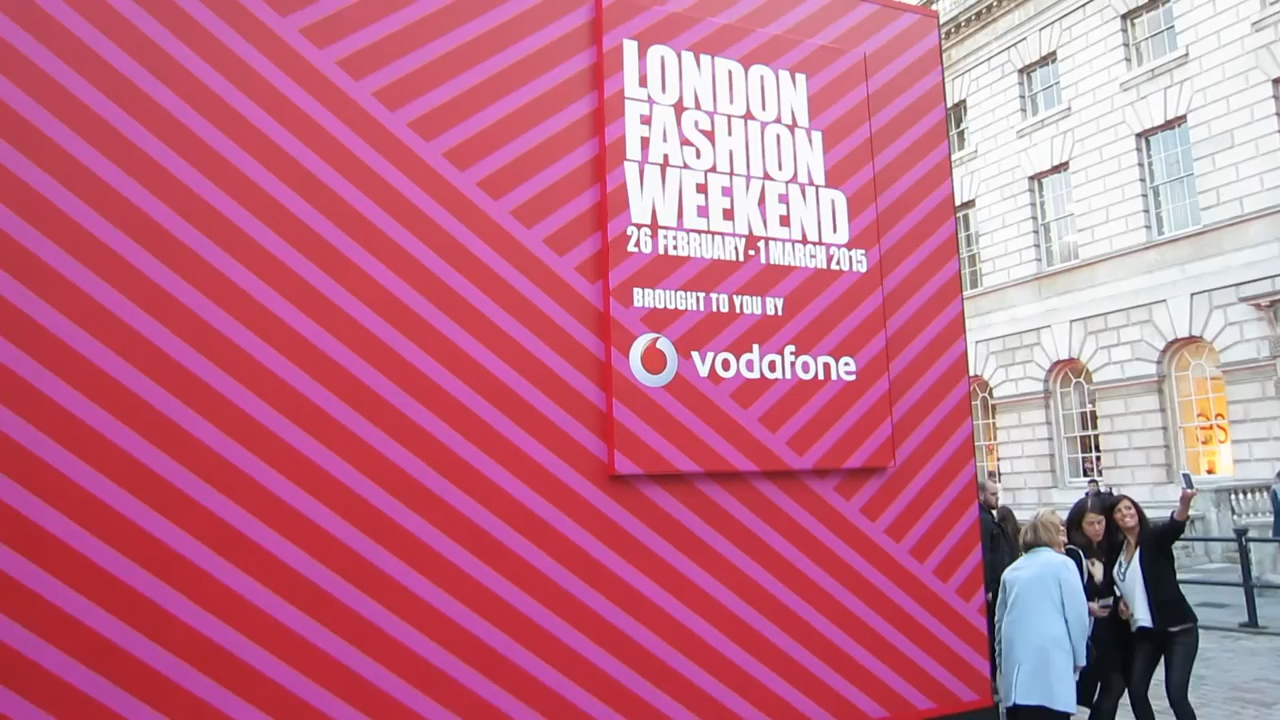 LONDON
FASHION
WEEKEND
26 FEBRUARY - 1 MARCH 2015
BROUGHT TO YOU BY
vodafone